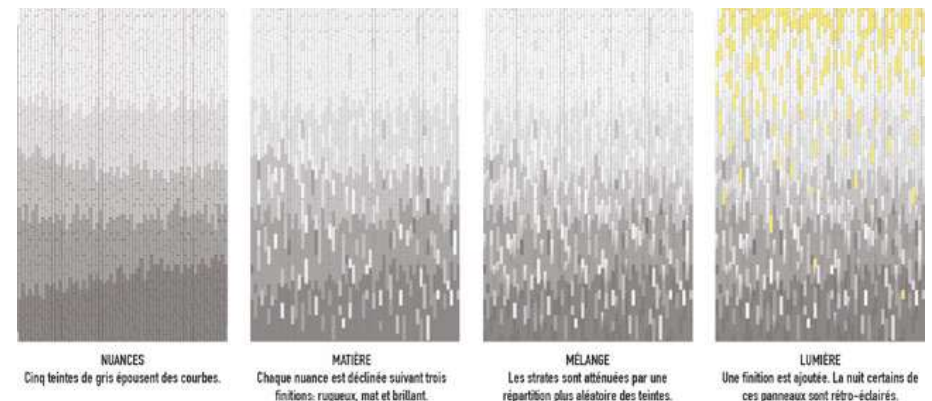 NUANCES
Cinq teintes de gris épousent des courbes.
MATIÈRE
Chaque nuance est déclinée suivant trois
finitions: rugueux, mat et brillant.
MÉLANGE
Les strates sont atténuées par une
répartition plus aléatoire des teintes.
LUMIÈRE
Une finition est ajoutée. La nuit certains de
ces panneaux sont rétro-éclairés.